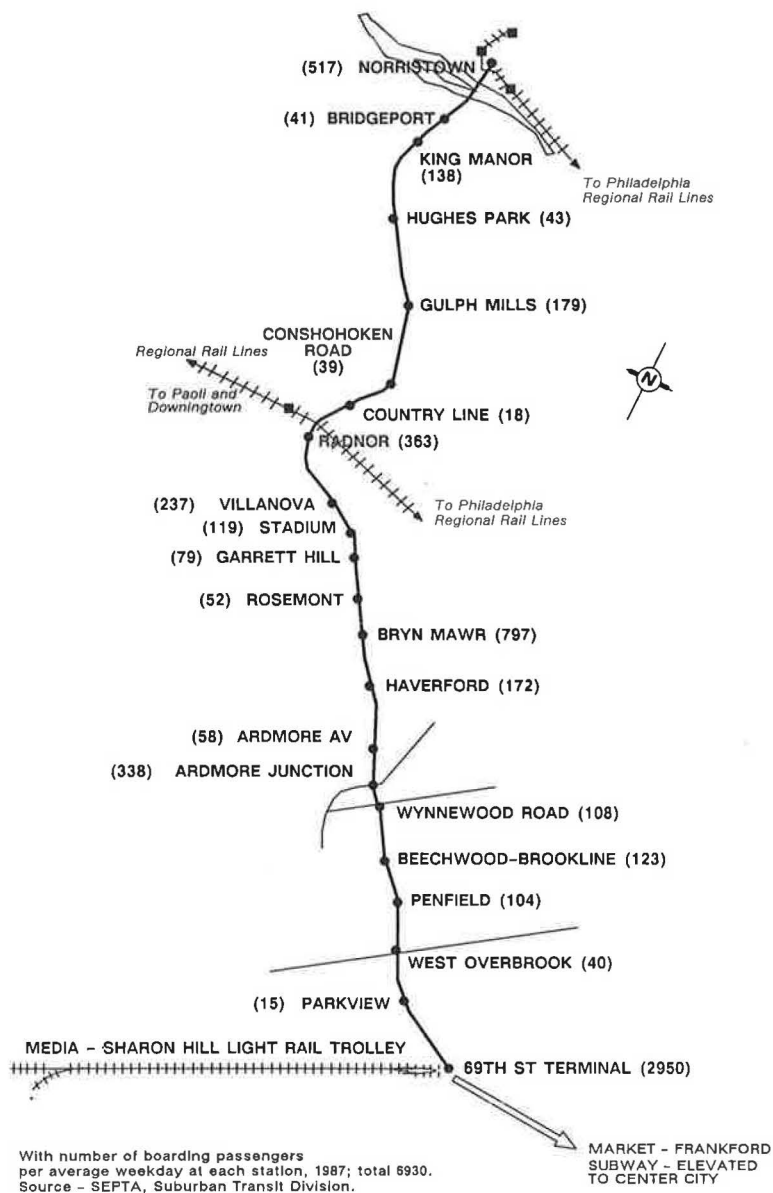 (517) NORRISTOWN
(41) BRIDGEPORT
KING MANOR
(138)
To Philadelphia
Regional Rail Lines
HUGHES PARK (43)
GULPH MILLS (179)
CONSHOHOKEN
ROAD
(39)
Regional Rail Lines
To Paoli and
Downingtown
N
COUNTRY LINE (18)
RADNOR (363)
(237) VILLANOVA
To Philadelphia
Regional Rail Lines
(119) STADIUM
(79) GARRETT HILL
(52) ROSEMONT
BRYN MAWR (797)
HAVERFORD (172)
(58) ARDMORE AV
(338) ARDMORE JUNCTION
WYNNEWOOD ROAD (108)
BEECHWOOD-BROOKLINE (123)
PENFIELD (104)
WEST OVERBROOK (40)
(15) PARKVIEW
MEDIA - SHARON HILL LIGHT RAIL TROLLEY
69TH ST TERMINAL (2950)
MARKET - FRANKFORD
SUBWAY - ELEVATED
TO CENTER CITY
With number of boarding passengers
per average weekday at each station, 1987; total 6930.
Source - SEPTA, Suburban Transit Division.